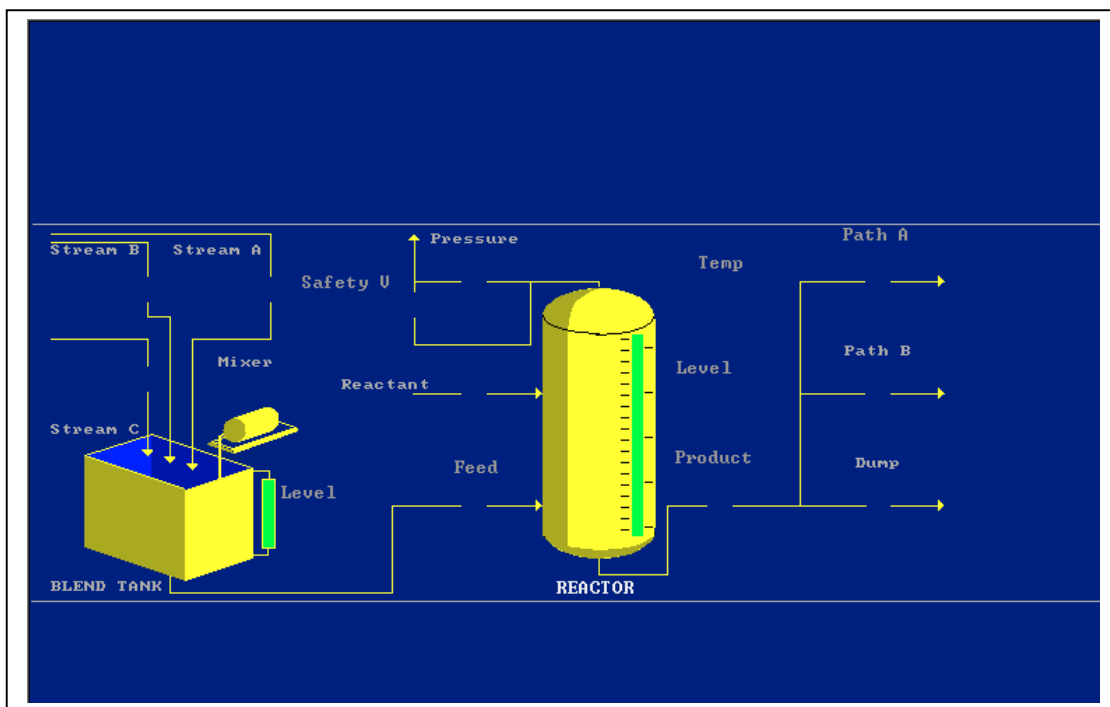 Path A
Pressure
Stream B
Stream A
Temp
Safety V
Path B
Mixer
Level
Reactant
Stream C
Product
Dump
Feed
Level
BLEND TANK
REACTOR